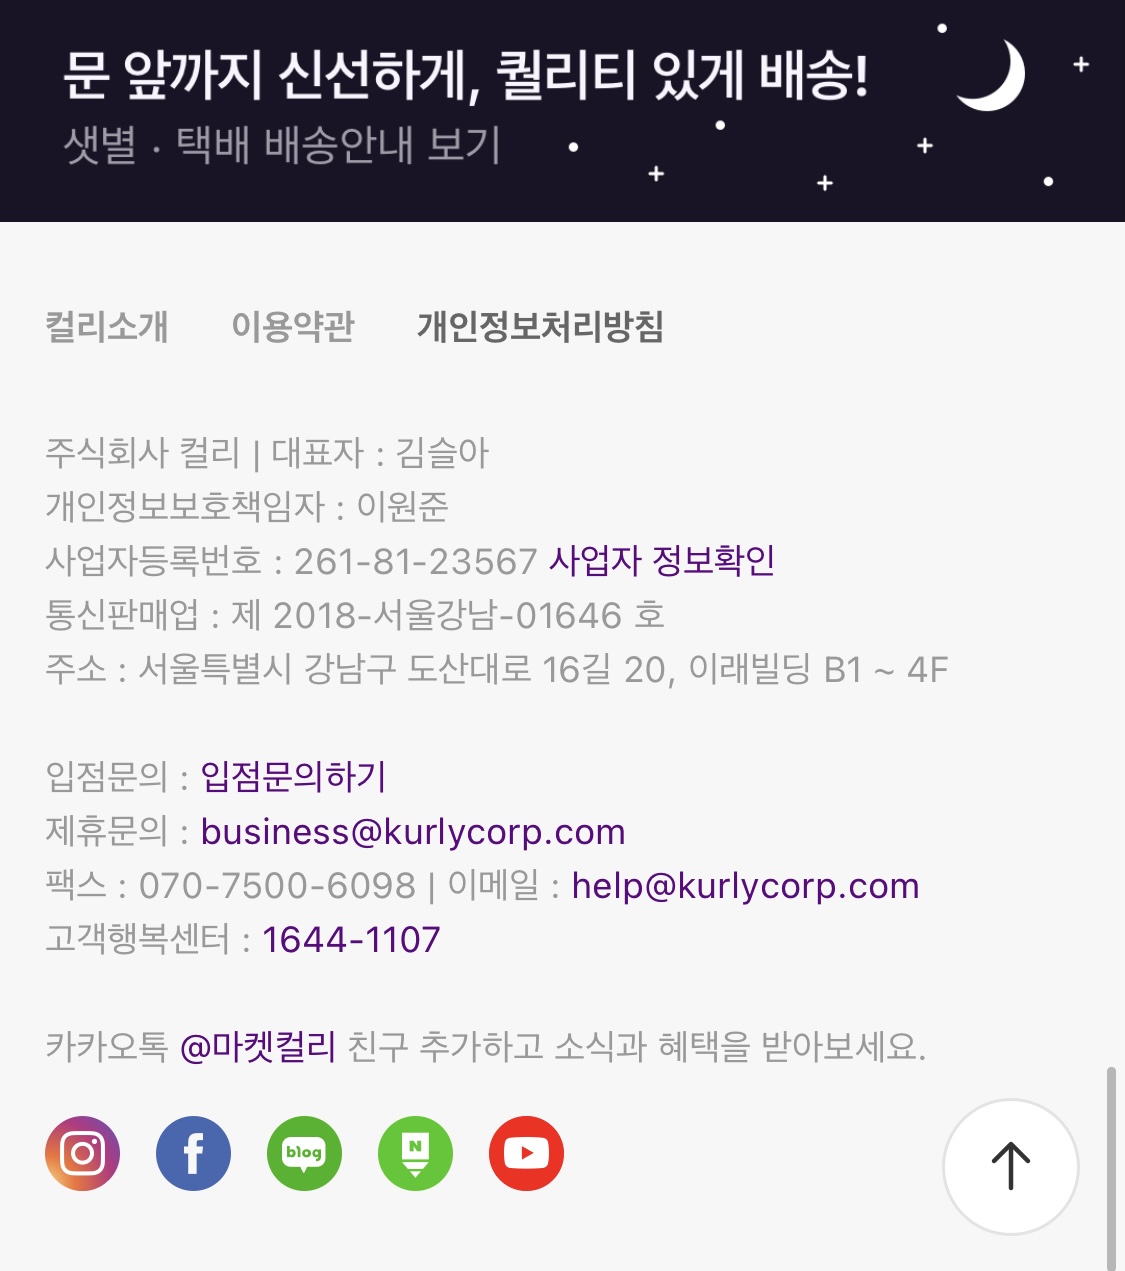 문 앞까지 신선하게, 퀄리티 있게 배송!
샛별 · 택배 배송안내 보기
컬리소개 이용약관 개인정보처리방침
주식회사 컬리 | 대표자 : 김슬아
개인정보보호책임자 : 이원준
사업자등록번호 : 261-81-23567 사업자 정보확인
통신판매업 : 제 2018-서울강남-01646 호
주소 : 서울특별시 강남구 도산대로 16길 20, 이래빌딩 B1 ~ 4F
입점문의 : 입점문의하기
제휴문의 : business@kurlycorp.com
팩스 : 070-7500-6098 | 이메일 : help@kurlycorp.com
고객행복센터 : 1644-1107
카카오톡 @마켓컬리 친구 추가하고 소식과 혜택을 받아보세요.
f blog N